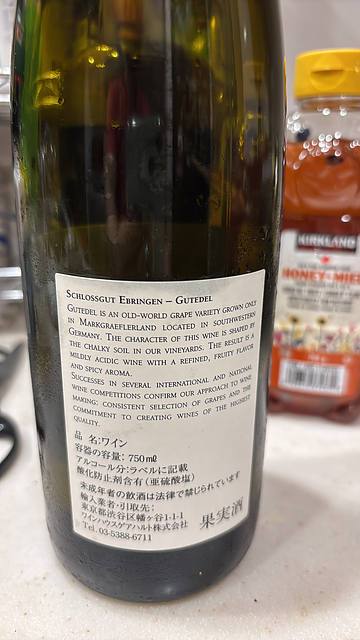 Schlossgut Ebringen – Gutedel
Gutedel is an old-world grape variety grown only
in Markgraeflerland located in southwestern
Germany. The character of this wine is shaped by
the chalky soil in our vineyards. The result is a
mildly acidic wine with a refined, fruity flavor
and spicy aroma.
Successes in several international and national
wine competitions confirm our approach to wine
making: consistent selection of grapes and the
commitment to creating wines of the highest
quality.
品 名:ワイン
容器の容量: 750mℓ
アルコール分:ラベルに記載
酸化防止剤含有(亜硫酸塩)
未成年者の飲酒は法律で禁じられています
輸入業者・引取先:
東京都渋谷区幡ヶ谷1-1-1
ワインハウスゲアハルト株式会社
Tel. 03-5388-6711
果実酒
KIRKLAND
HONEY•MIEL